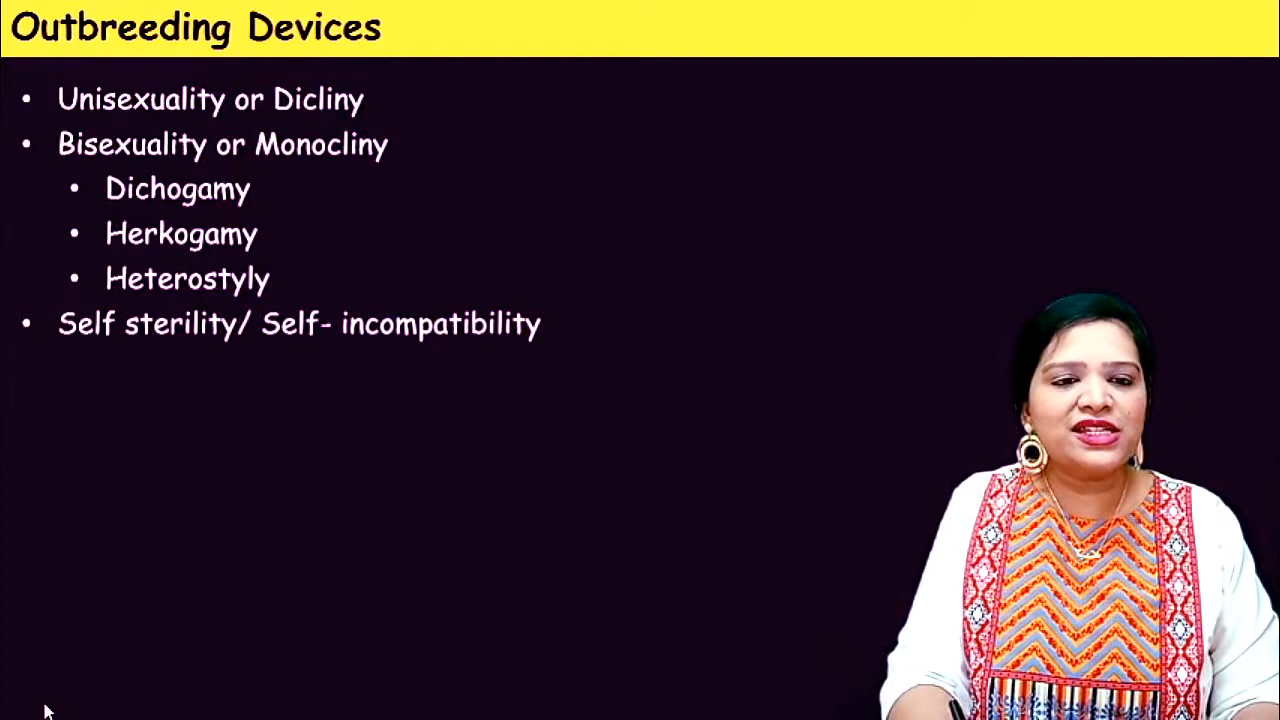 Outbreeding Devices
• Unisexuality or Dicliny
• Bisexuality or Monocliny
• Dichogamy
• Herkogamy
• Heterostyly
• Self sterility/ Self- incompatibility